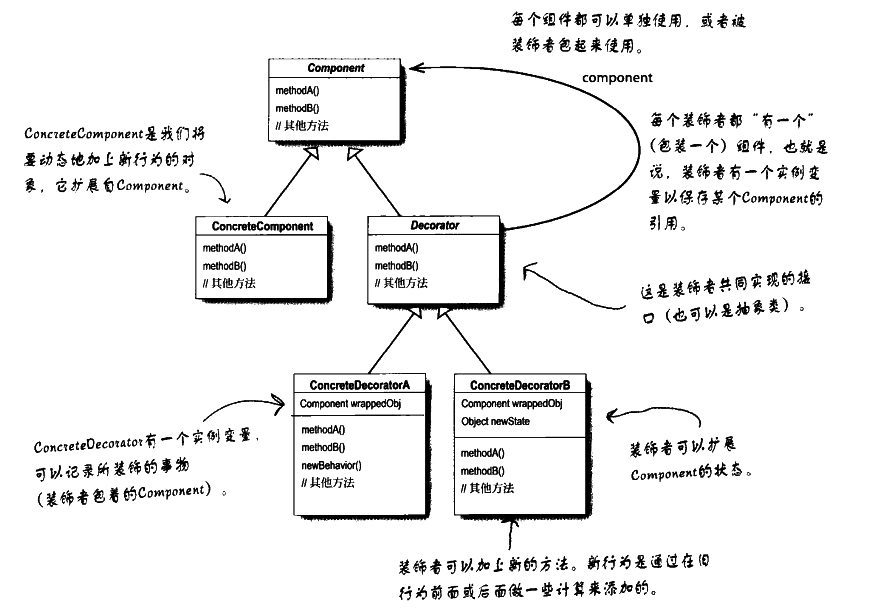 每个组件都可以单独使用，或者被
装饰者包起来使用。
Component
methodA()
methodB()
// 其他方法
component
每个装饰者都“有一个”
(包装一个) 组件，也就是
说，装饰者有一个实例变
量以保存某个Component的
引用。
ConcreteComponent是我们将
要动态地加上新行为的对
象，它扩展自Component。
ConcreteComponent
methodA()
methodB()
// 其他方法
Decorator
methodA()
methodB()
// 其他方法
这是装饰者共同实现的接
口 (也可以是抽象类) 。
ConcreteDecoratorA
Component wrappedObj
methodA()
methodB()
newBehavior()
// 其他方法
ConcreteDecoratorB
Component wrappedObj
Object newState
methodA()
methodB()
// 其他方法
ConcreteDecorator有一个实例变量，
可以记录所装饰的事物
(装饰者包着的Component) 。
装饰者可以扩展
Component的状态。
装饰者可以加上新的方法。新行为是通过在旧
行为前面或后面做一些计算来添加的。